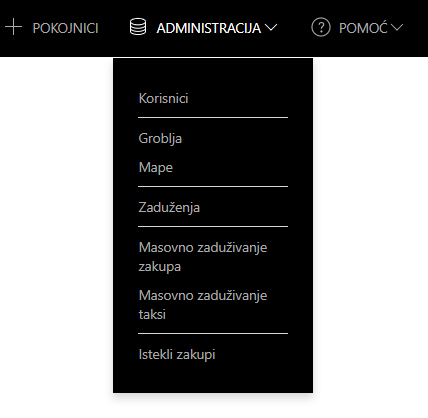 POKOJNICI
ADMINISTRACIJA
POMOĆ
Korisnici
Groblja
Mape
Zaduženja
Masovno zaduživanje
zakupa
Masovno zaduživanje
taksi
Istekli zakupi